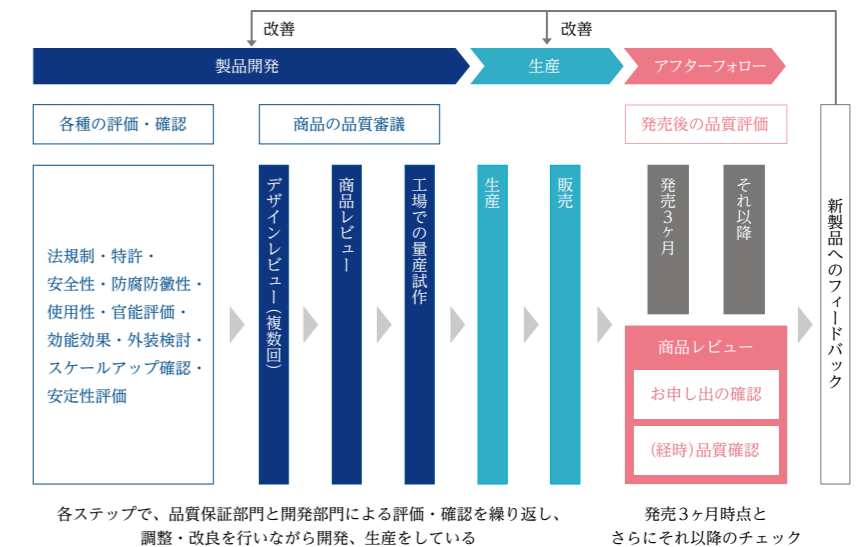 改善
改善
製品開発
生産
アフターフォロー
各種の評価・確認
商品の品質審議
発売後の品質評価
法規制・特許・
安全性・防腐防黴性・
使用性・官能評価・
効能効果・外装検討・
スケールアップ確認・
安定性評価
デザインレビュー(複数回)
商品レビュー
工場での量産試作
生産
販売
発売3ヶ月
それ以降
商品レビュー
お申し出の確認
(経時)品質確認
新製品へのフィードバック
各ステップで、品質保証部門と開発部門による評価・確認を繰り返し、
調整・改良を行いながら開発、生産をしている
発売3ヶ月時点と
さらにそれ以降のチェック